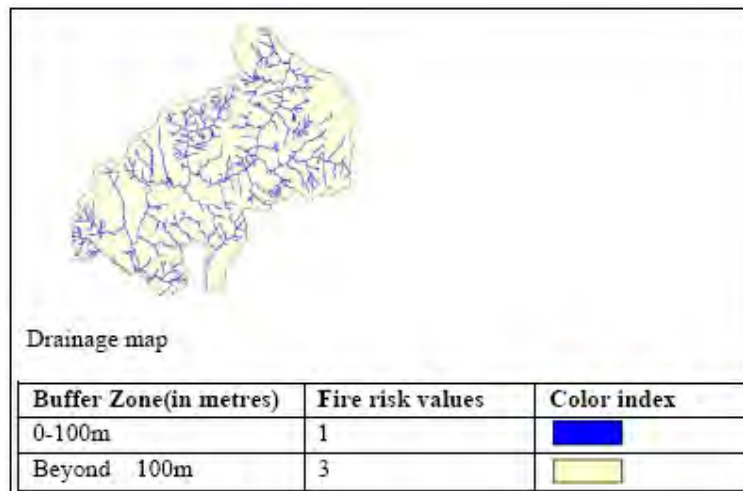 Drainage map
Buffer Zone(in metres) Fire risk values Color index
0-100m 1
Beyond 100m 3